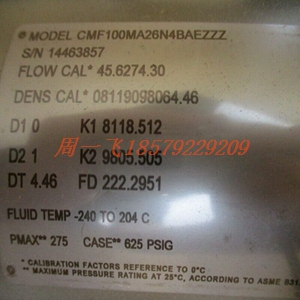 MODEL CMF100MA26N4BAEZZZ
S/N 14463857
FLOW CAL* 45.6274.30
DENS CAL* 08119098064.46
D1 0 K1 8118.512
D2 1 K2 9805.505
周一飞18579229209
DT 4.46 FD 222.2951
FLUID TEMP -240 TO 204 C
PMAX** 275 CASE** 625 PSIG
* CALIBRATION FACTORS REFERENCE TO 0°C
** MAXIMUM PRESSURE RATING AT 25°C, ACCORDING TO ASME B31